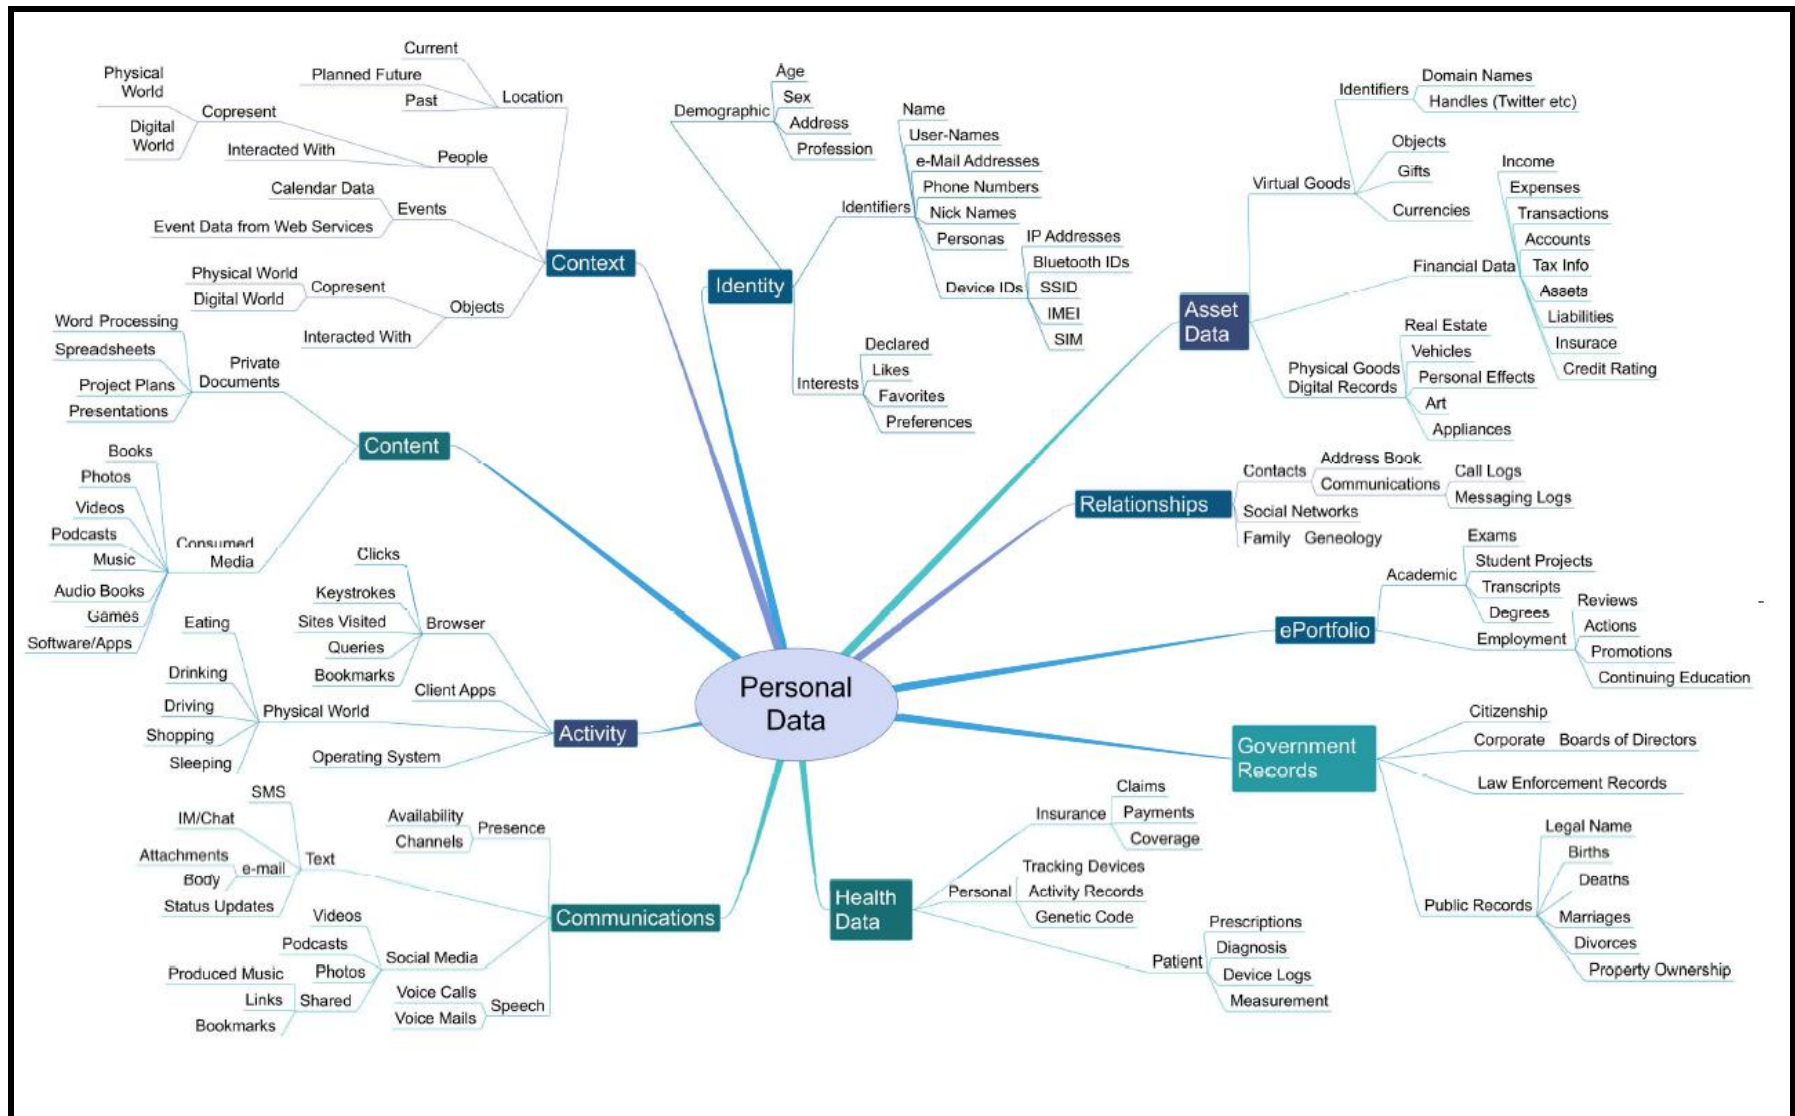 Personal
Data
Context
Location
Current
Planned Future
Past
People
Copresent
Physical
World
Digital
World
Interacted With
Events
Calendar Data
Event Data from Web Services
Objects
Copresent
Physical World
Digital World
Interacted With
Content
Private
Documents
Word Processing
Spreadsheets
Project Plans
Presentations
Consumed
Media
Books
Photos
Videos
Podcasts
Music
Audio Books
Games
Software/Apps
Activity
Browser
Clicks
Keystrokes
Sites Visited
Queries
Bookmarks
Client Apps
Physical World
Eating
Drinking
Driving
Shopping
Sleeping
Operating System
Communications
Presence
Availability
Channels
Text
SMS
IM/Chat
e-mail
Attachments
Body
Status Updates
Social Media
Videos
Podcasts
Photos
Shared
Produced Music
Links
Bookmarks
Speech
Voice Calls
Voice Mails
Identity
Demographic
Age
Sex
Address
Profession
Identifiers
Name
User-Names
e-Mail Addresses
Phone Numbers
Nick Names
Personas
Device IDs
IP Addresses
Bluetooth IDs
SSID
IMEI
SIM
Interests
Declared
Likes
Favorites
Preferences
Asset
Data
Virtual Goods
Identifiers
Domain Names
Handles (Twitter etc)
Objects
Gifts
Currencies
Financial Data
Income
Expenses
Transactions
Accounts
Tax Info
Assets
Liabilities
Insurace
Credit Rating
Physical Goods
Digital Records
Real Estate
Vehicles
Personal Effects
Art
Appliances
Relationships
Contacts
Address Book
Communications
Call Logs
Messaging Logs
Social Networks
Family Geneology
ePortfolio
Academic
Exams
Student Projects
Transcripts
Degrees
Employment
Reviews
Actions
Promotions
Continuing Education
Government
Records
Citizenship
Corporate Boards of Directors
Law Enforcement Records
Public Records
Legal Name
Births
Deaths
Marriages
Divorces
Property Ownership
Health
Data
Insurance
Claims
Payments
Coverage
Personal
Tracking Devices
Activity Records
Genetic Code
Patient
Prescriptions
Diagnosis
Device Logs
Measurement